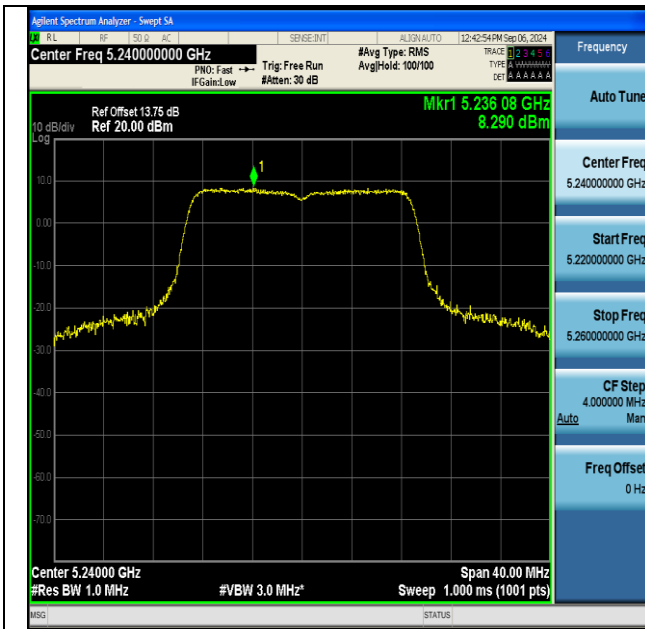 Agilent Spectrum Analyzer - Swept SA
RL RF 50 Ω AC SENSE:INT ALIGN AUTO 12:42:54 PM Sep 06, 2024
Center Freq 5.240000000 GHz
PNO: Fast
IFGain:Low
Trig: Free Run
#Atten: 30 dB
#Avg Type: RMS
Avg|Hold: 100/100
TRACE 1 2 3 4 5 6
TYPE A WWWWW
DET A A A A A A
Mkr1 5.236 08 GHz
8.290 dBm
Ref Offset 13.75 dB
Ref 20.00 dBm
10 dB/div
Log
1
10.0
0.00
-10.0
-20.0
-30.0
-40.0
-50.0
-60.0
-70.0
Center 5.24000 GHz
Span 40.00 MHz
#Res BW 1.0 MHz
#VBW 3.0 MHz*
Sweep 1.000 ms (1001 pts)
MSG
STATUS
Frequency
Auto Tune
Center Freq
5.240000000 GHz
Start Freq
5.220000000 GHz
Stop Freq
5.260000000 GHz
CF Step
4.000000 MHz
Auto Man
Freq Offset
0 Hz